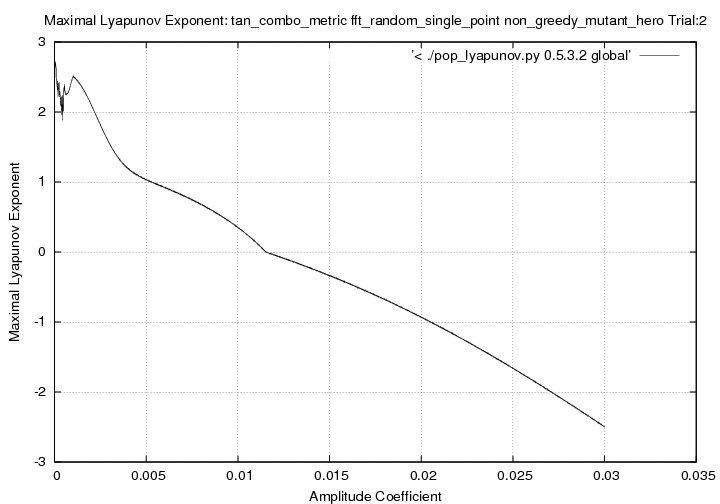 Maximal Lyapunov Exponent: tan_combo_metric fft_random_single_point non_greedy_mutant_hero Trial:2
'< ./pop_lyapunov.py 0.5.3.2 global'
Maximal Lyapunov Exponent
3
2
1
0
-1
-2
-3
0 0.005 0.01 0.015 0.02 0.025 0.03 0.035
Amplitude Coefficient